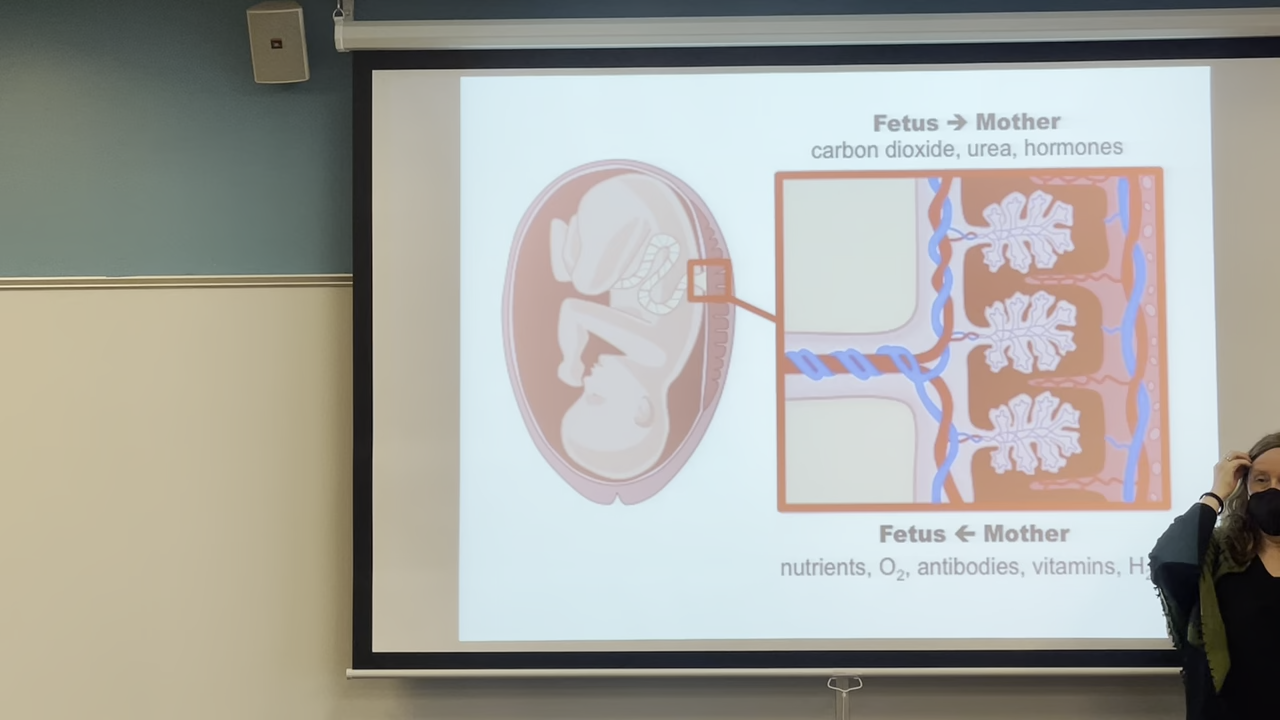 Fetus → Mother
carbon dioxide, urea, hormones
Fetus ← Mother
nutrients, O₂, antibodies, vitamins,